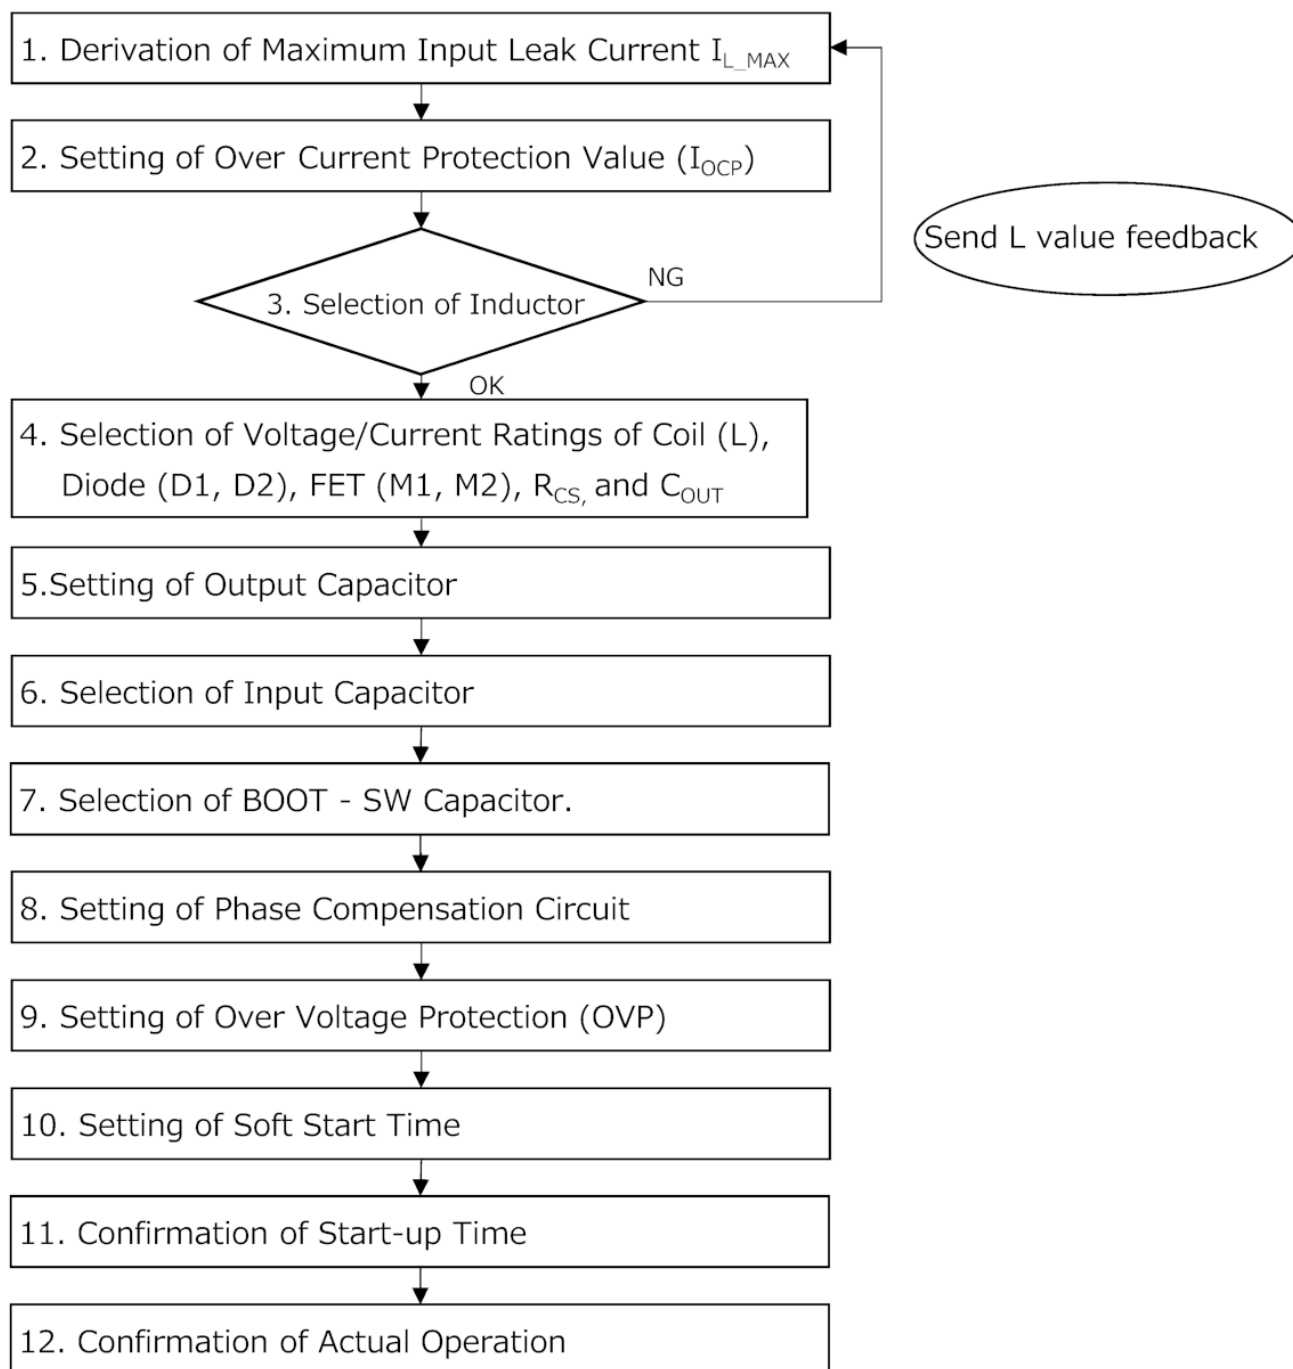 1. Derivation of Maximum Input Leak Current I_L_MAX
2. Setting of Over Current Protection Value (I_OCP)
Send L value feedback
NG
3. Selection of Inductor
OK
4. Selection of Voltage/Current Ratings of Coil (L),
Diode (D1, D2), FET (M1, M2), R_CS, and C_OUT
5.Setting of Output Capacitor
6. Selection of Input Capacitor
7. Selection of BOOT - SW Capacitor.
8. Setting of Phase Compensation Circuit
9. Setting of Over Voltage Protection (OVP)
10. Setting of Soft Start Time
11. Confirmation of Start-up Time
12. Confirmation of Actual Operation